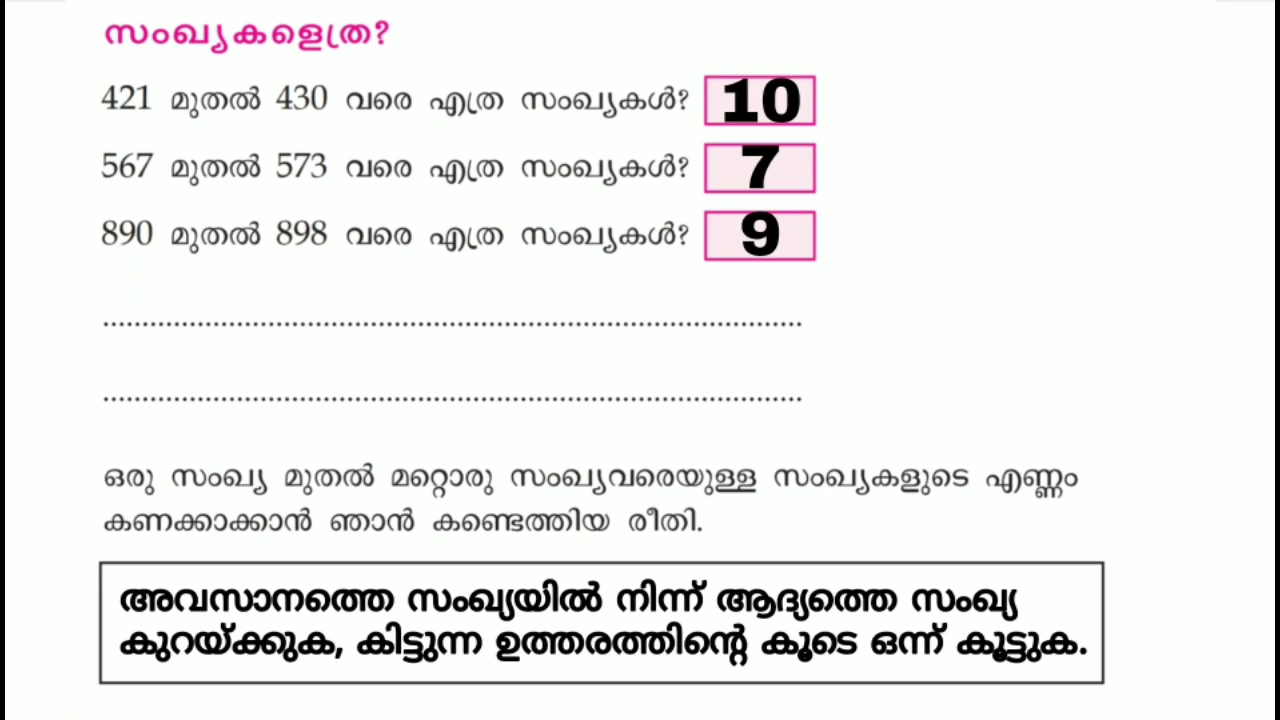 സംഖ്യകളെത്ര?
421 മുതൽ 430 വരെ എത്ര സംഖ്യകൾ? 10
567 മുതൽ 573 വരെ എത്ര സംഖ്യകൾ? 7
890 മുതൽ 898 വരെ എത്ര സംഖ്യകൾ? 9
................................................................................
................................................................................
ഒരു സംഖ്യ മുതൽ മറ്റൊരു സംഖ്യവരെയുള്ള സംഖ്യകളുടെ എണ്ണം
കണക്കാക്കാൻ ഞാൻ കണ്ടെത്തിയ രീതി.
അവസാനത്തെ സംഖ്യയിൽ നിന്ന് ആദ്യത്തെ സംഖ്യ
കുറയ്ക്കുക, കിട്ടുന്ന ഉത്തരത്തിന്റെ കൂടെ ഒന്ന് കൂട്ടുക.